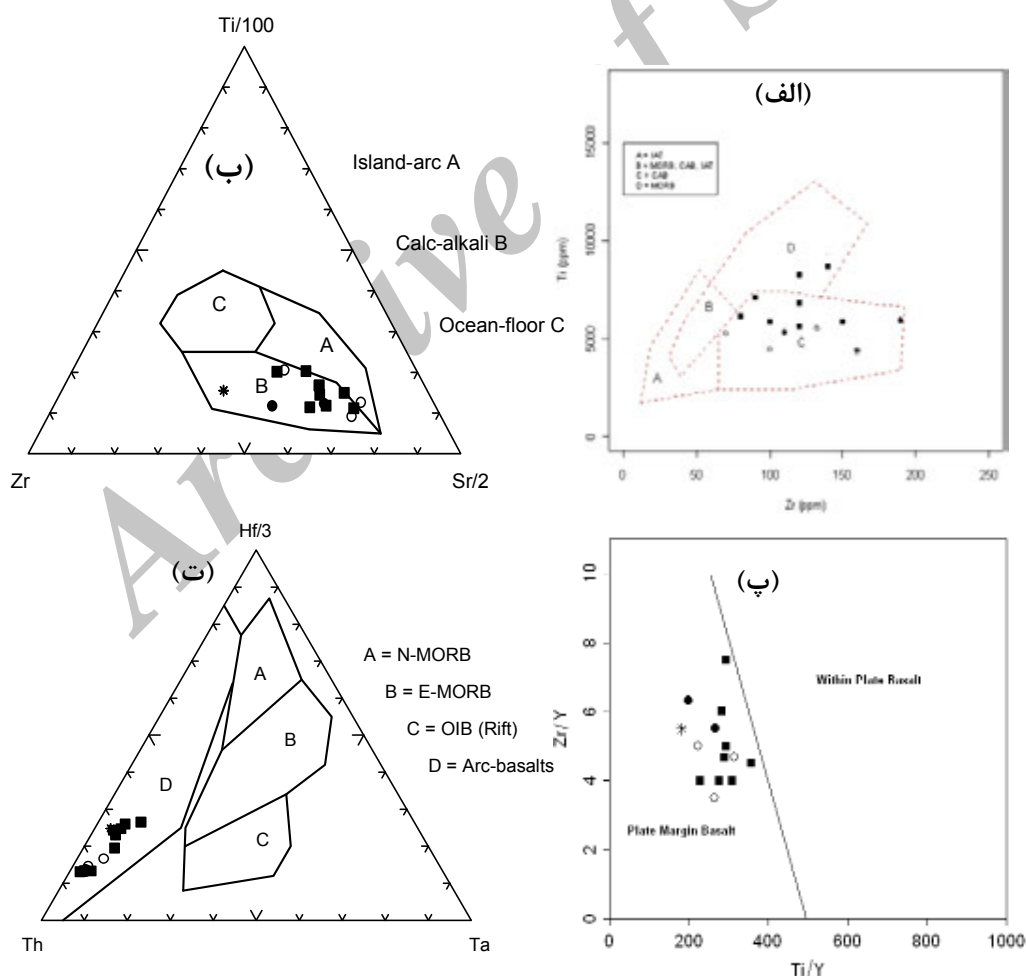 Archive of S
Ti/100
(ب)
Island-arc A
Calc-alkali B
Ocean-floor C
C
A
B
Zr
Sr/2
(الف)
A = IAT
B = MORB, CAB, IAT
C = CAB
D = MORB
Ti (ppm)
0
5000
10000
15000
D
B
C
A
0
50
100
150
200
250
Zr (ppm)
Hf/3
(ت)
A = N-MORB
B = E-MORB
C = OIB (Rift)
D = Arc-basalts
A
B
D
C
Th
Ta
(پ)
Within Plate Basalt
Plate Margin Basalt
Zr/Y
0
2
4
6
8
10
0
200
400
600
800
1000
Ti/Y